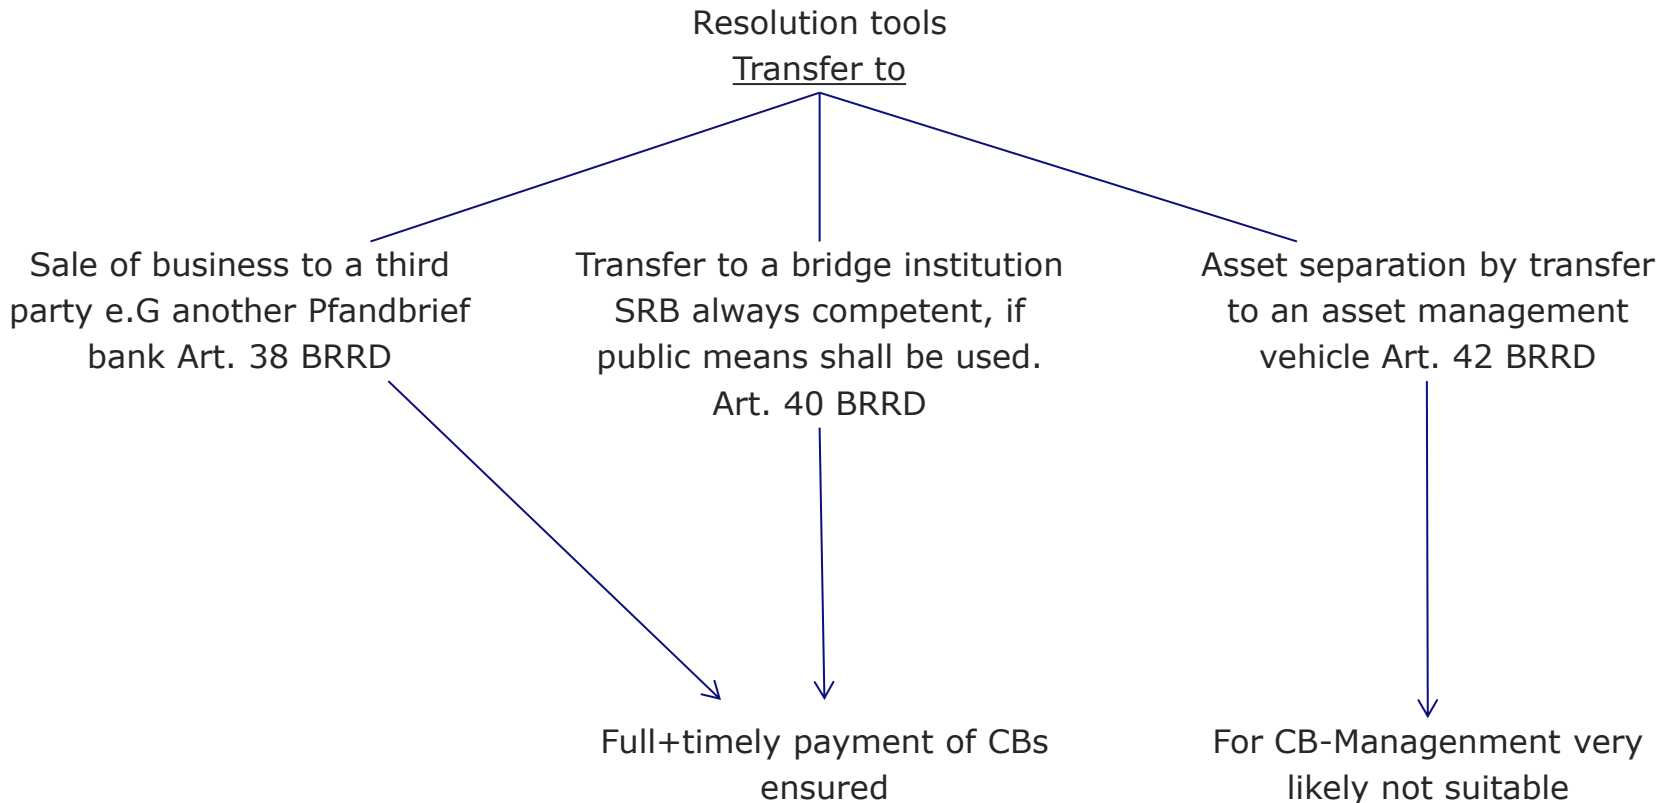 Resolution tools
Transfer to
Sale of business to a third
party e.G another Pfandbrief
bank Art. 38 BRRD
Transfer to a bridge institution
SRB always competent, if
public means shall be used.
Art. 40 BRRD
Asset separation by transfer
to an asset management
vehicle Art. 42 BRRD
Full+timely payment of CBs
ensured
For CB-Managenment very
likely not suitable